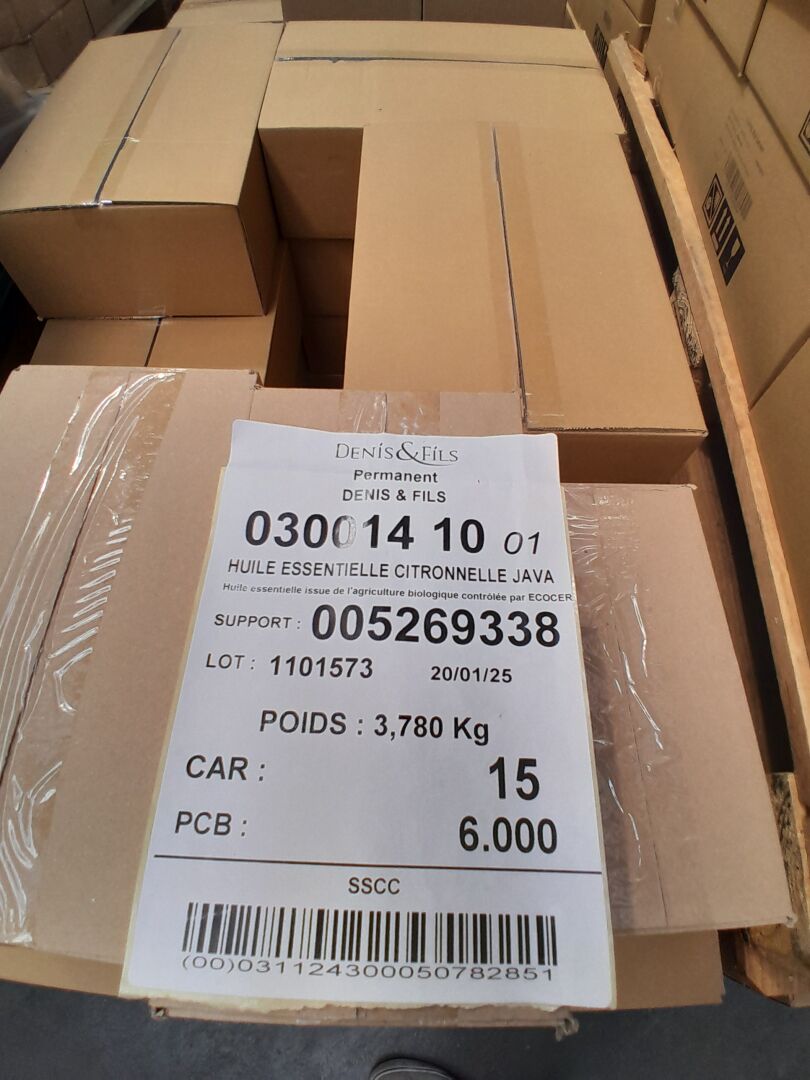 DENIS&FILS
Permanent
DENIS & FILS
030014 10 01
HUILE ESSENTIELLE CITRONNELLE JAVA
Huile essentielle issue de l'agriculture biologique contrôlée par ECOCER
SUPPORT : 005269338
LOT : 1101573 20/01/25
POIDS : 3,780 Kg
CAR : 15
PCB : 6.000
SSCC
(00)031124300050782851